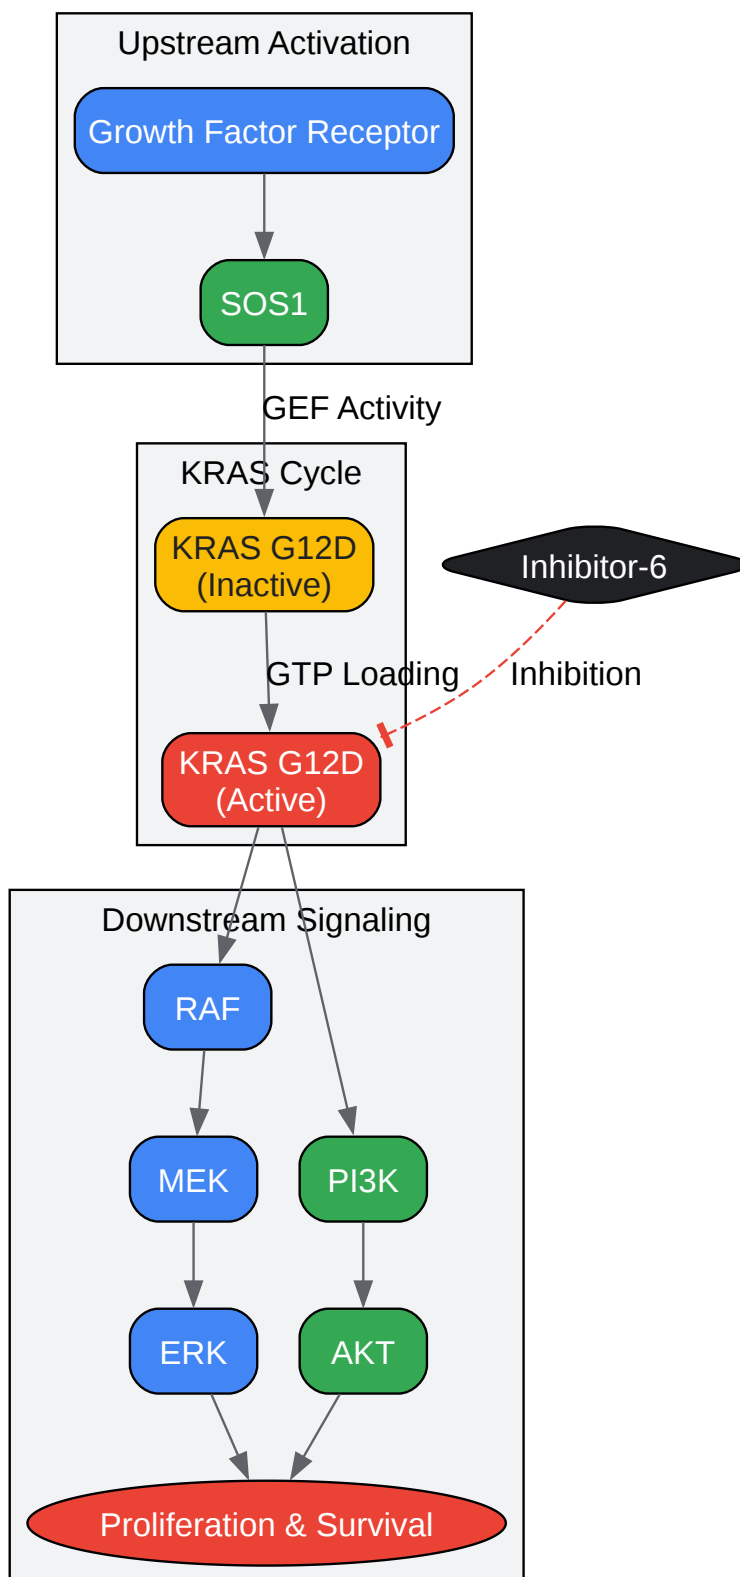 Upstream Activation
Growth Factor Receptor
SOS1
GEF Activity
KRAS Cycle
KRAS G12D
(Inactive)
Inhibitor-6
GTP Loading
Inhibition
KRAS G12D
(Active)
Downstream Signaling
RAF
MEK
PI3K
ERK
AKT
Proliferation & Survival